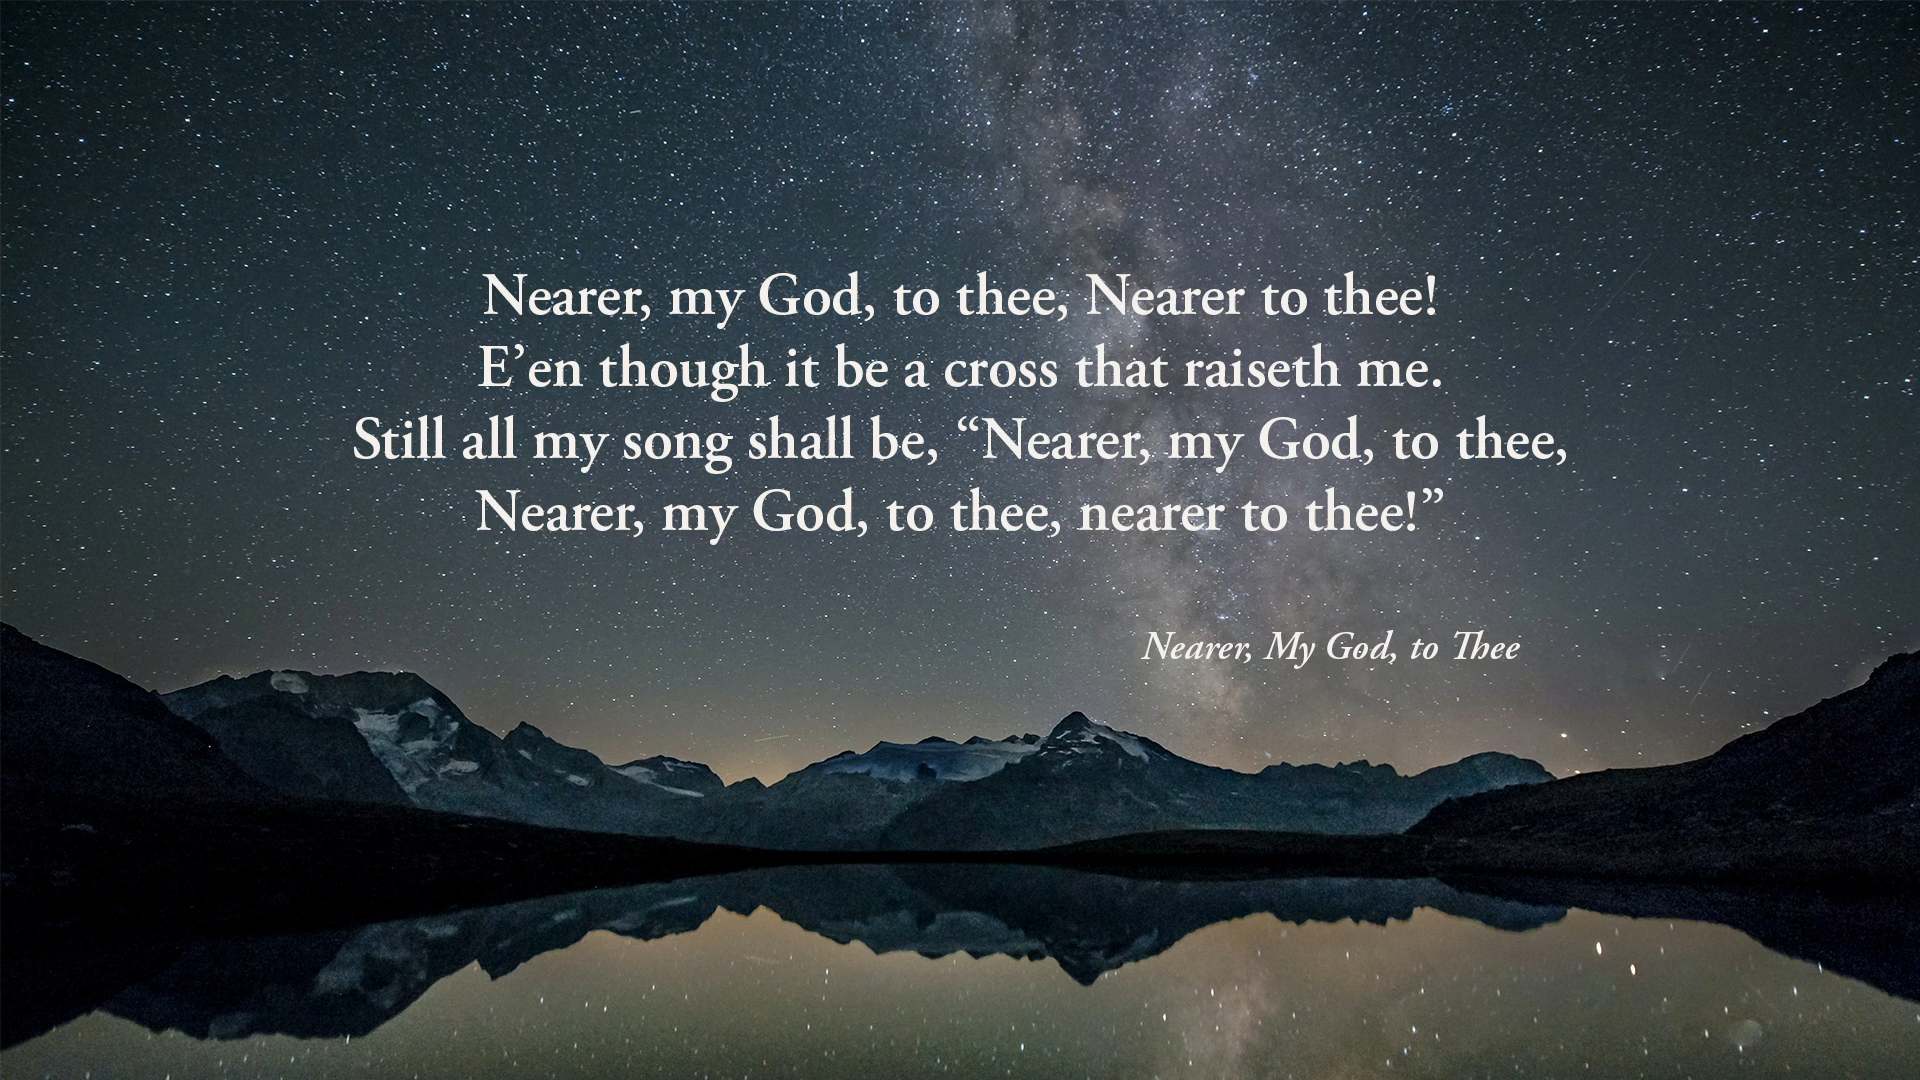 Nearer, my God, to thee, Nearer to thee!
E’en though it be a cross that raiseth me.
Still all my song shall be, “Nearer, my God, to thee,
Nearer, my God, to thee, nearer to thee!”
Nearer, My God, to Thee